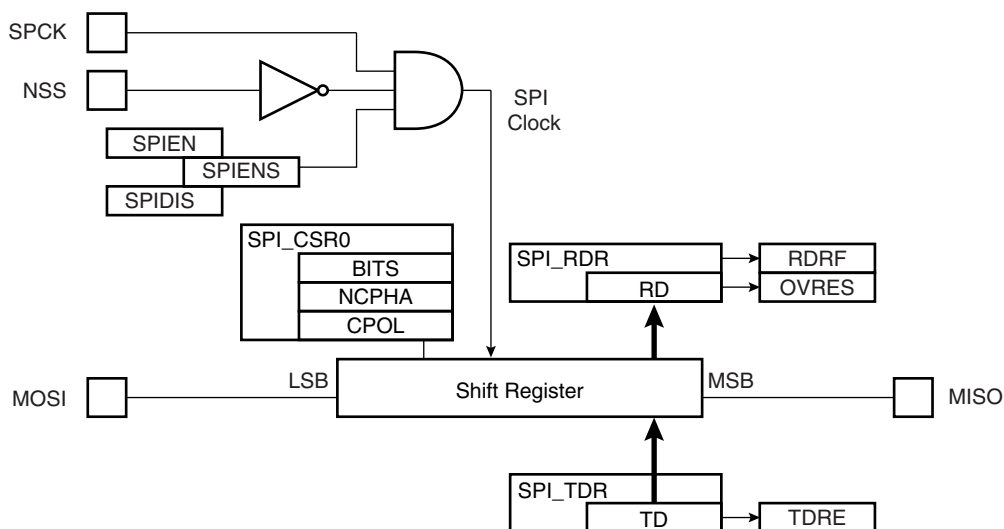 SPCK
NSS
SPI
Clock
SPIEN
SPIENS
SPIDIS
SPI_CSR0
BITS
NCPHA
CPOL
SPI_RDR
RD
RDRF
OVRES
MOSI
LSB
Shift Register
MSB
MISO
SPI_TDR
TD
TDRE